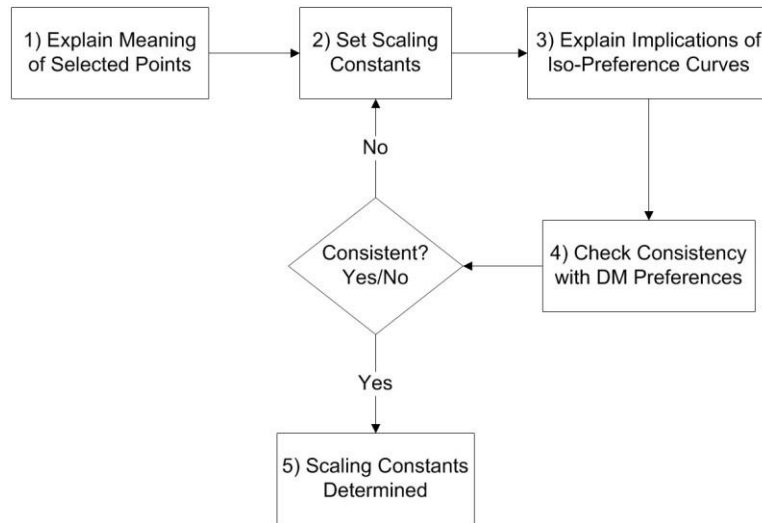 1) Explain Meaning
of Selected Points
2) Set Scaling
Constants
3) Explain Implications of
Iso-Preference Curves
No
Consistent?
Yes/No
4) Check Consistency
with DM Preferences
Yes
5) Scaling Constants
Determined